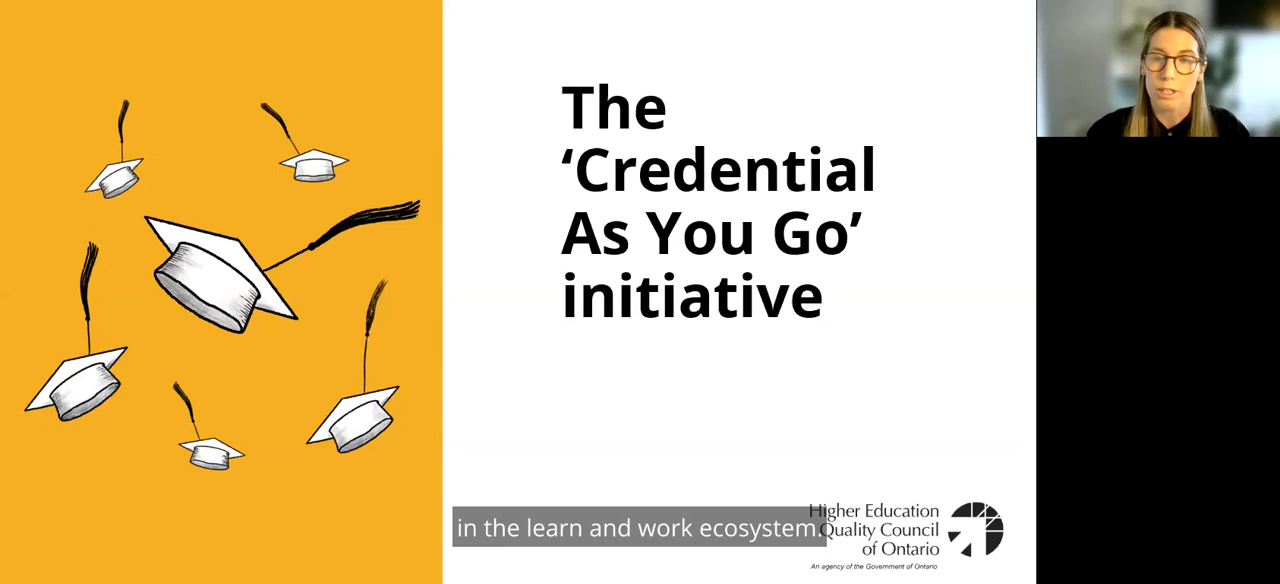 The
‘Credential
As You Go’
initiative
in the learn and work ecosystem.
Higher Education
Quality Council
of Ontario
An agency of the Government of Ontario